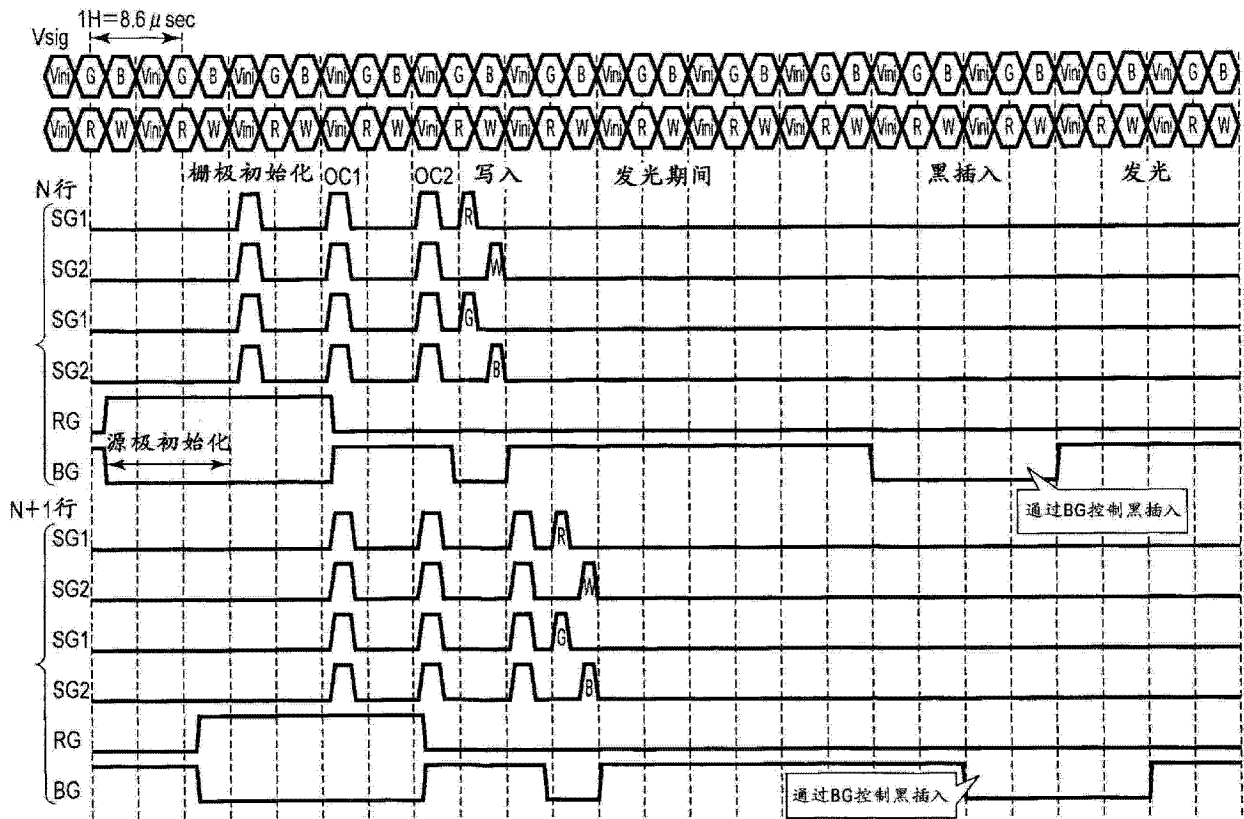 1H=8.6μsec
Vsig
Vini G B Vini G B Vini G B Vini G B Vini G B Vini G B Vini G B Vini G B Vini G B Vini G B Vini G B Vini G B Vini G B
Vini R W Vini R W Vini R W Vini R W Vini R W Vini R W Vini R W Vini R W Vini R W Vini R W Vini R W Vini R W Vini R W
栅极初始化 OC1 OC2 写入 发光期间 黑插入 发光
N行
SG1 R
SG2 W
SG1 G
SG2 B
RG
源极初始化
BG
通过BG控制黑插入
N+1行
SG1 R
SG2 W
SG1 G
SG2 B
RG
BG
通过BG控制黑插入